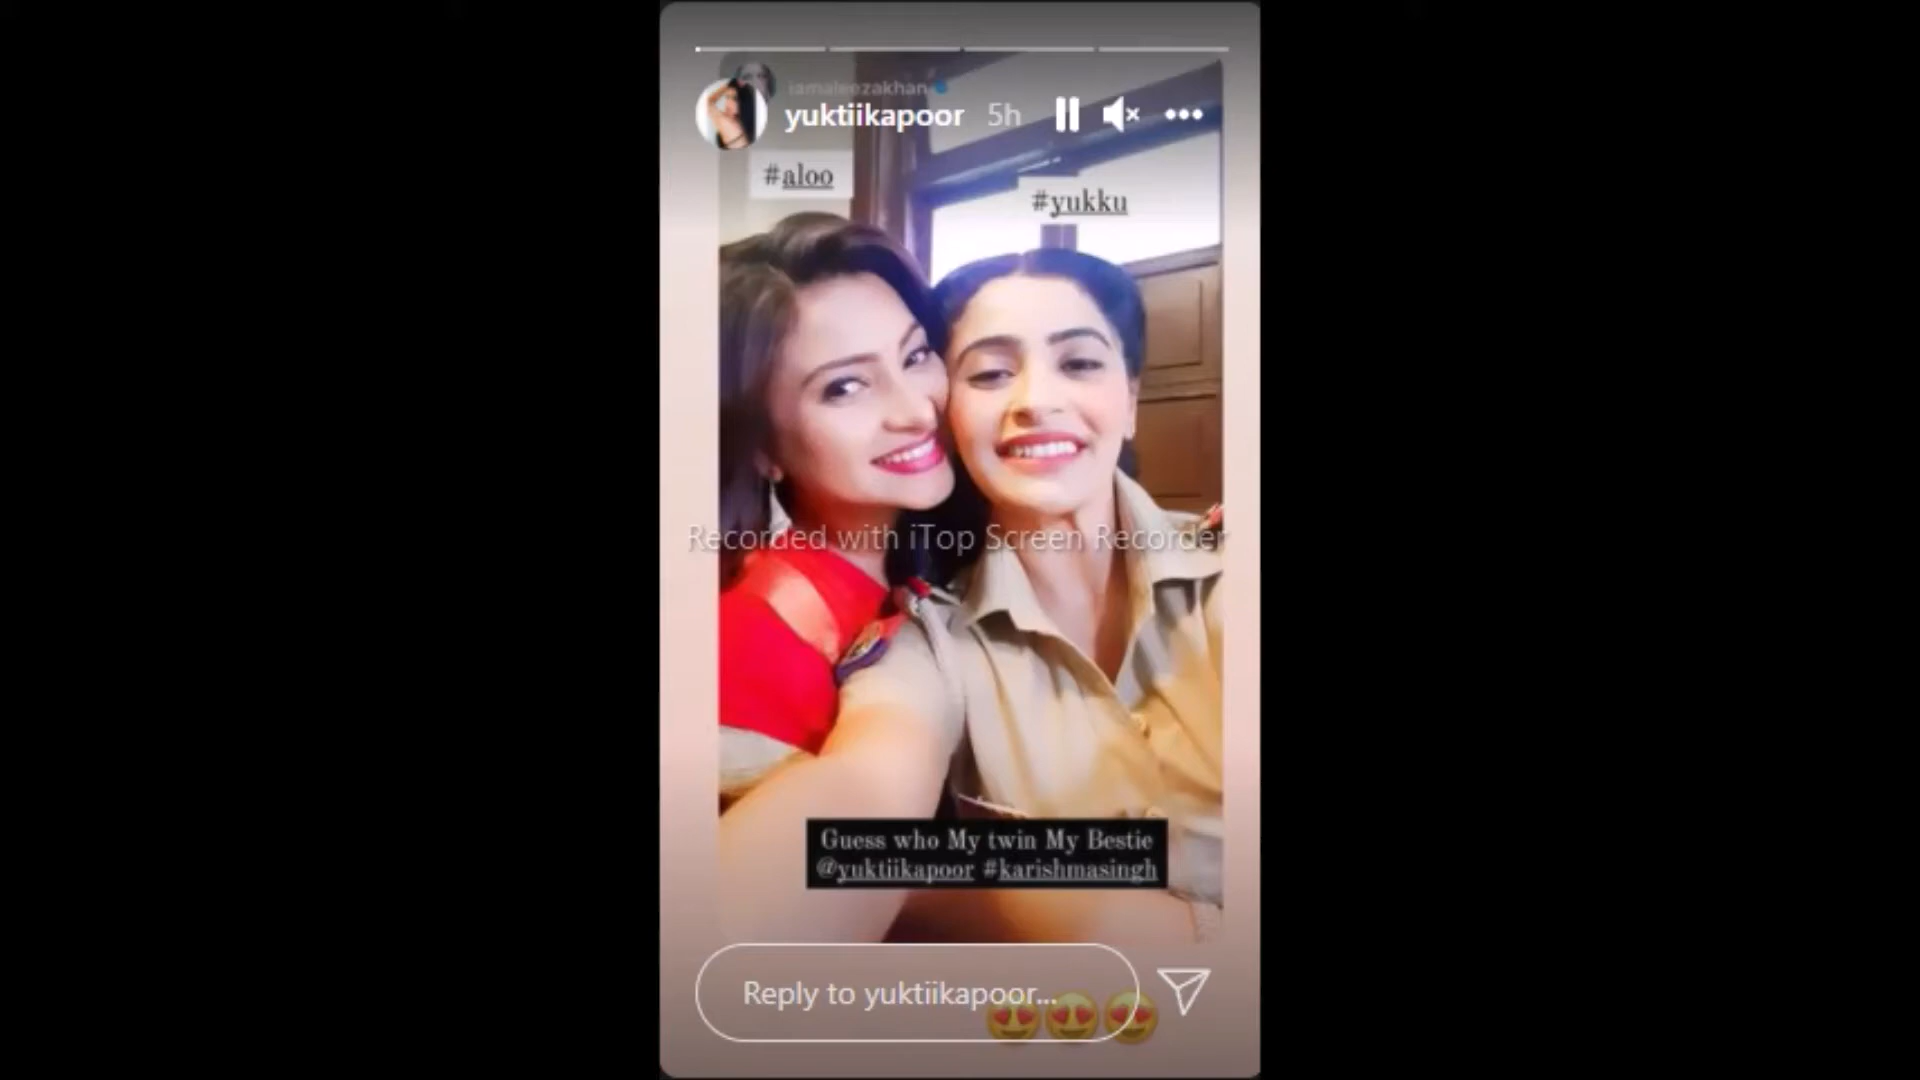 iamaleezakhan
yuktiikapoor 5h
#aloo
#yukku
Recorded with iTop Screen Recorder
Guess who My twin My Bestie
@yuktiikapoor #karishmasingh
Reply to yuktiikapoor...